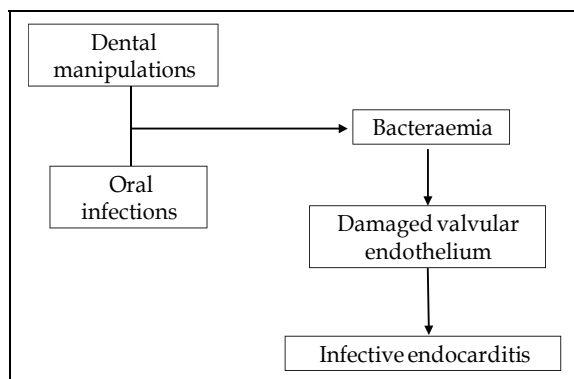 Dental
manipulations
Bacteraemia
Oral
infections
Damaged valvular
endothelium
Infective endocarditis